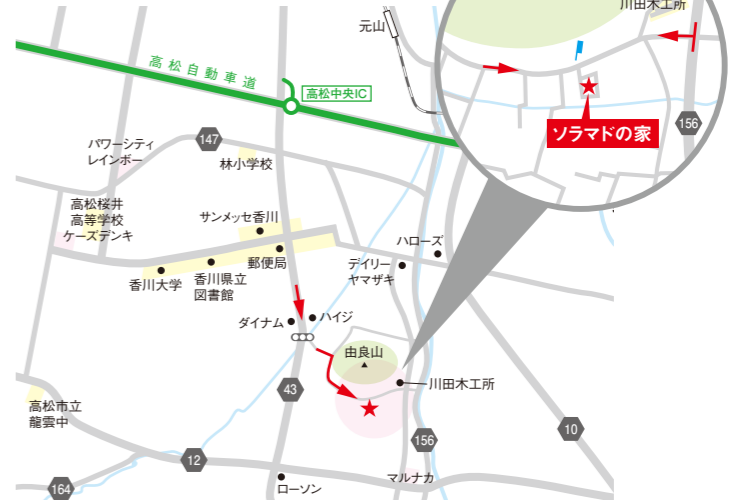 川田木工所
元山
高松自動車道
高松中央IC
ソラマドの家
156
147
パワーシティ
レインボー
林小学校
高松桜井
高等学校
ケーズデンキ
サンメッセ香川
ハローズ
郵便局
デイリー
ヤマザキ
香川大学
香川県立
図書館
ダイナム
ハイジ
由良山
川田木工所
43
高松市立
龍雲中
156
10
12
マルナカ
164
ローソン